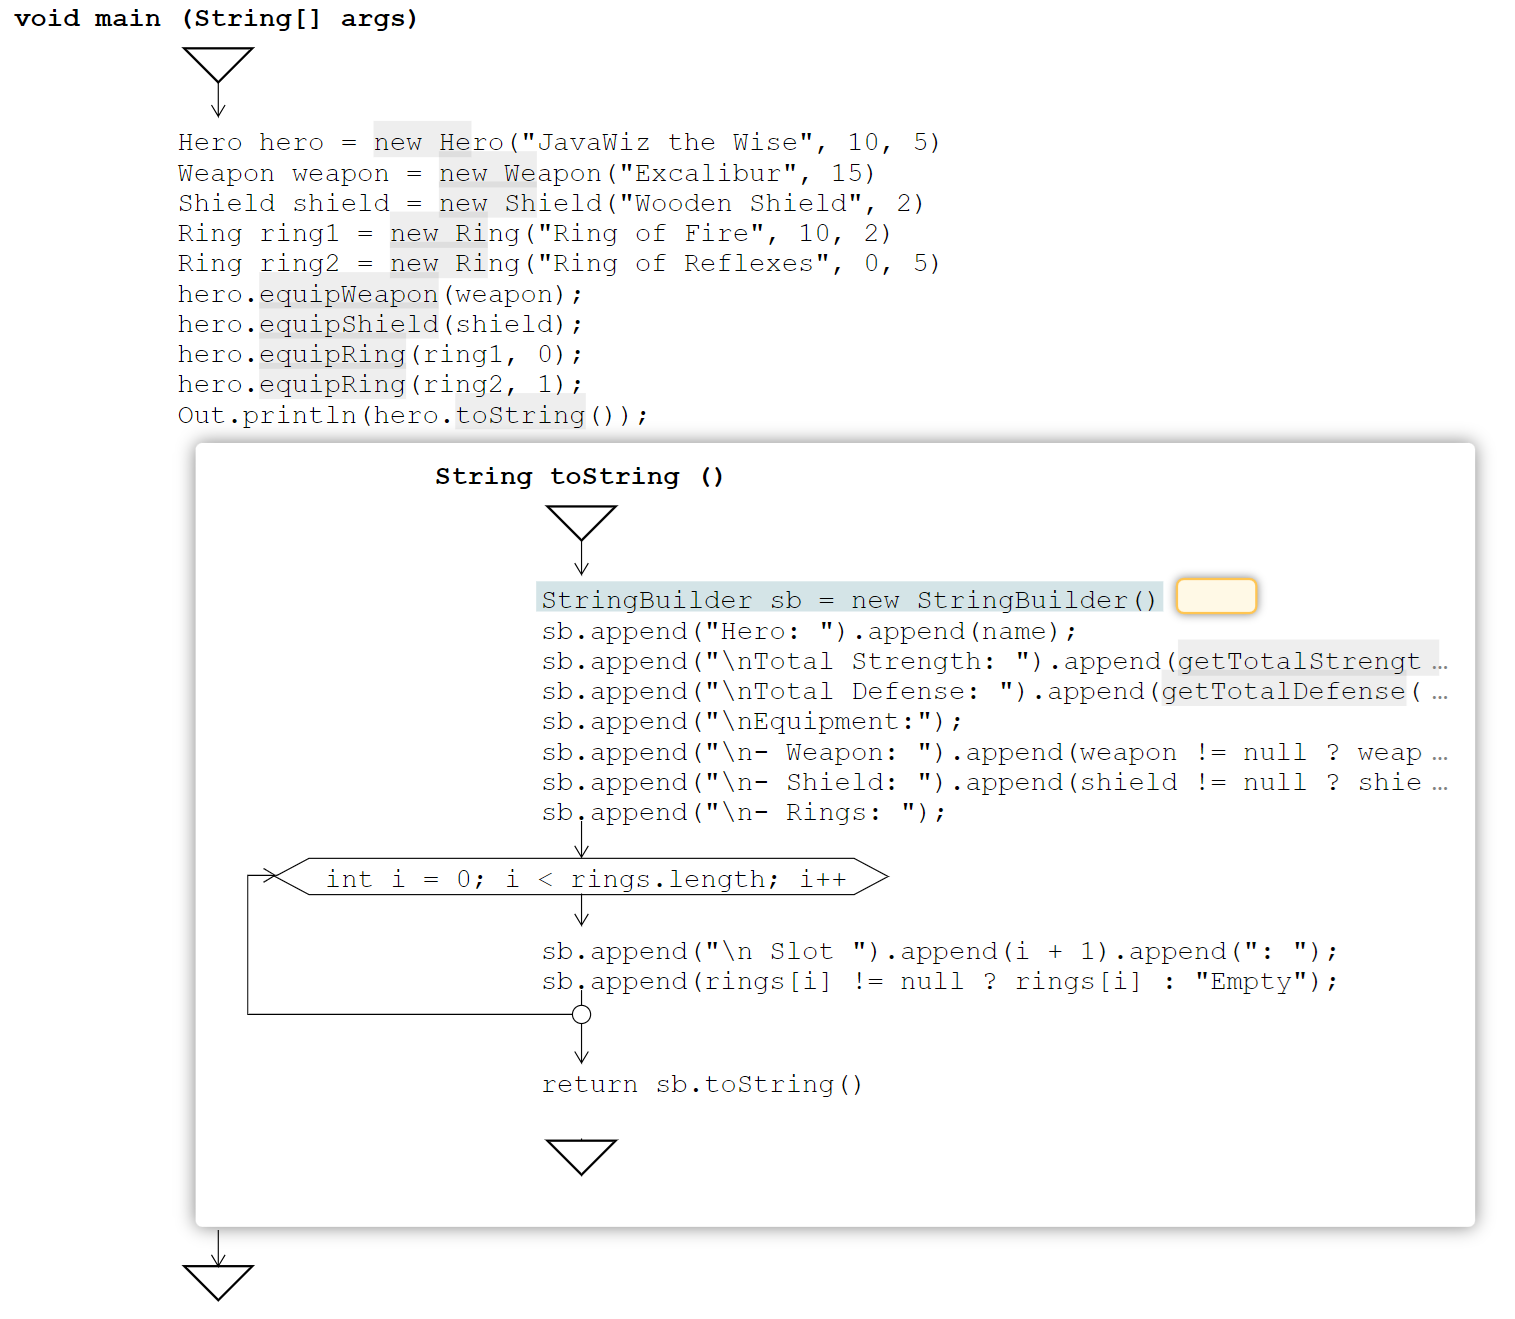 void main (String[] args)
Hero hero = new Hero("JavaWiz the Wise", 10, 5)
Weapon weapon = new Weapon("Excalibur", 15)
Shield shield = new Shield("Wooden Shield", 2)
Ring ring1 = new Ring("Ring of Fire", 10, 2)
Ring ring2 = new Ring("Ring of Reflexes", 0, 5)
hero.equipWeapon(weapon);
hero.equipShield(shield);
hero.equipRing(ring1, 0);
hero.equipRing(ring2, 1);
Out.println(hero.toString());
String toString ()
StringBuilder sb = new StringBuilder()
sb.append("Hero: ").append(name);
sb.append("\nTotal Strength: ").append(getTotalStrengt ...
sb.append("\nTotal Defense: ").append(getTotalDefense( ...
sb.append("\nEquipment:");
sb.append("\n- Weapon: ").append(weapon != null ? weap ...
sb.append("\n- Shield: ").append(shield != null ? shie ...
sb.append("\n- Rings: ");
int i = 0; i < rings.length; i++
sb.append("\n Slot ").append(i + 1).append(": ");
sb.append(rings[i] != null ? rings[i] : "Empty");
return sb.toString()